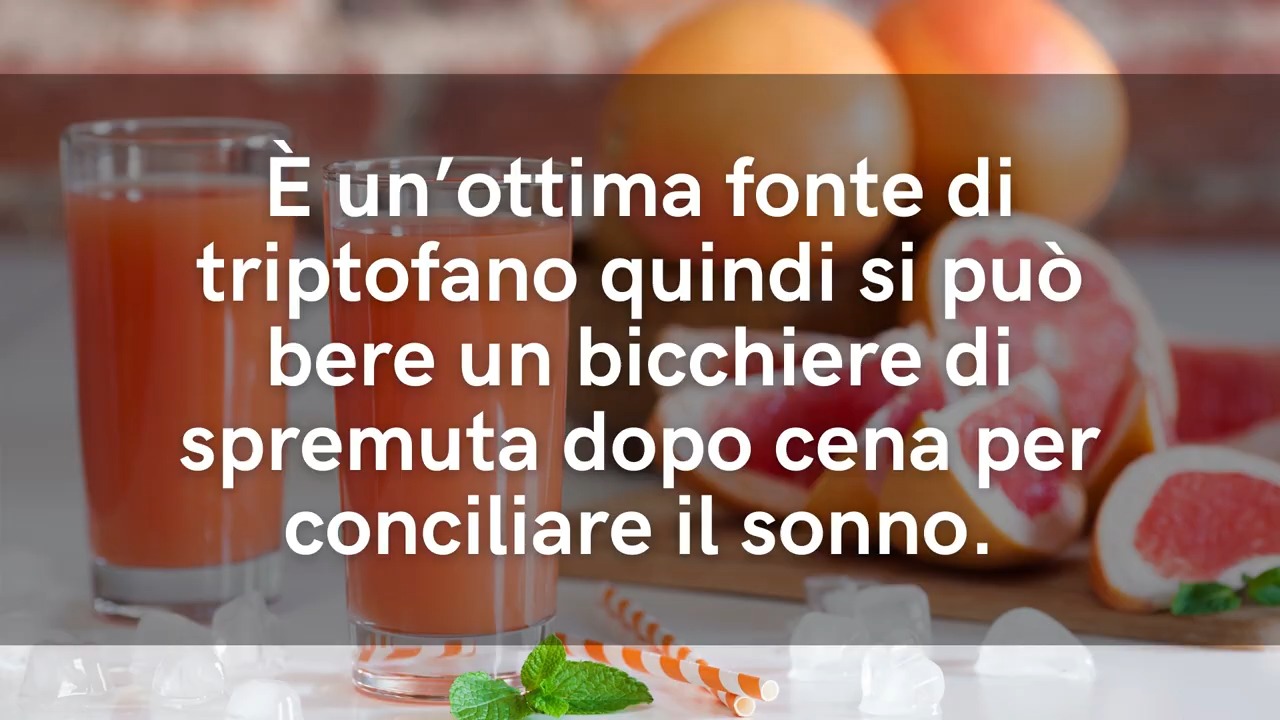 È un’ottima fonte di
triptofano quindi si può
bere un bicchiere di
spremuta dopo cena per
conciliare il sonno.